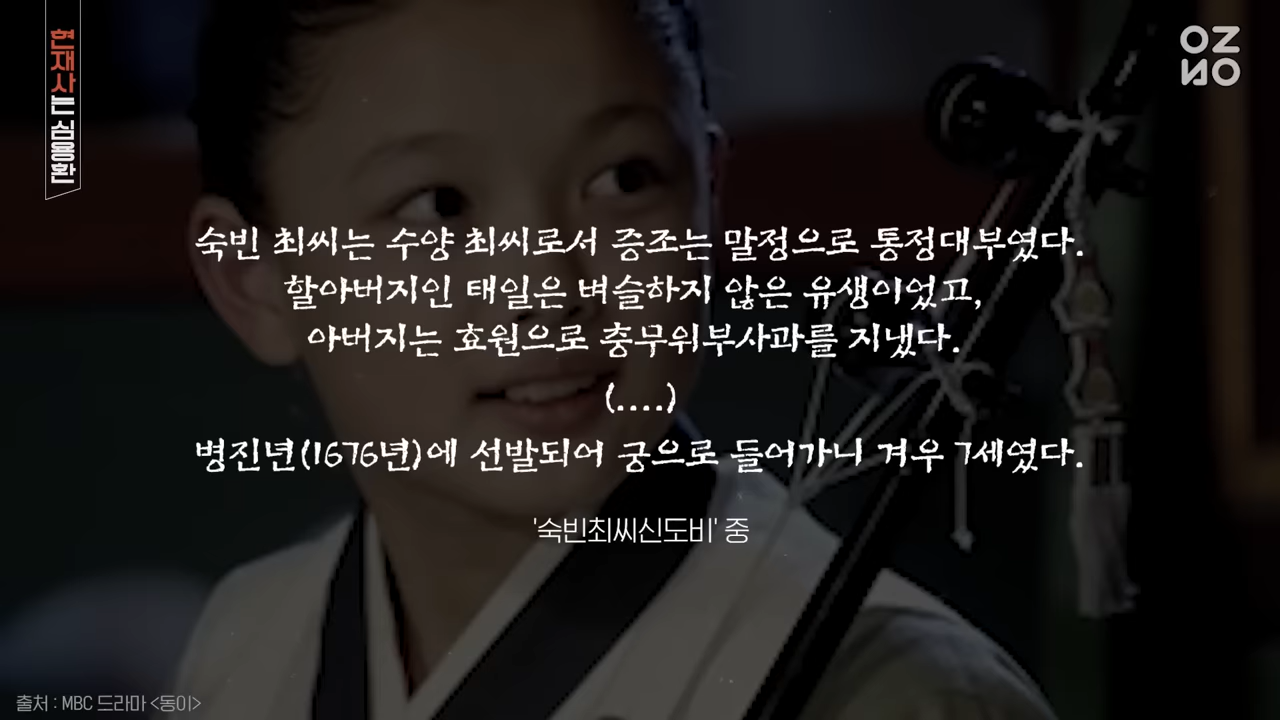 현재사는 심용환
OZ
NO
숙빈 최씨는 수양 최씨로서 증조는 말정으로 통정대부였다.
할아버지인 태일은 벼슬하지 않은 유생이었고,
아버지는 효원으로 충무위부사과를 지냈다.
(....)
병진년(1676년)에 선발되어 궁으로 들어가니 겨우 7세였다.
'숙빈최씨신도비' 중
출처 : MBC 드라마 <동이>